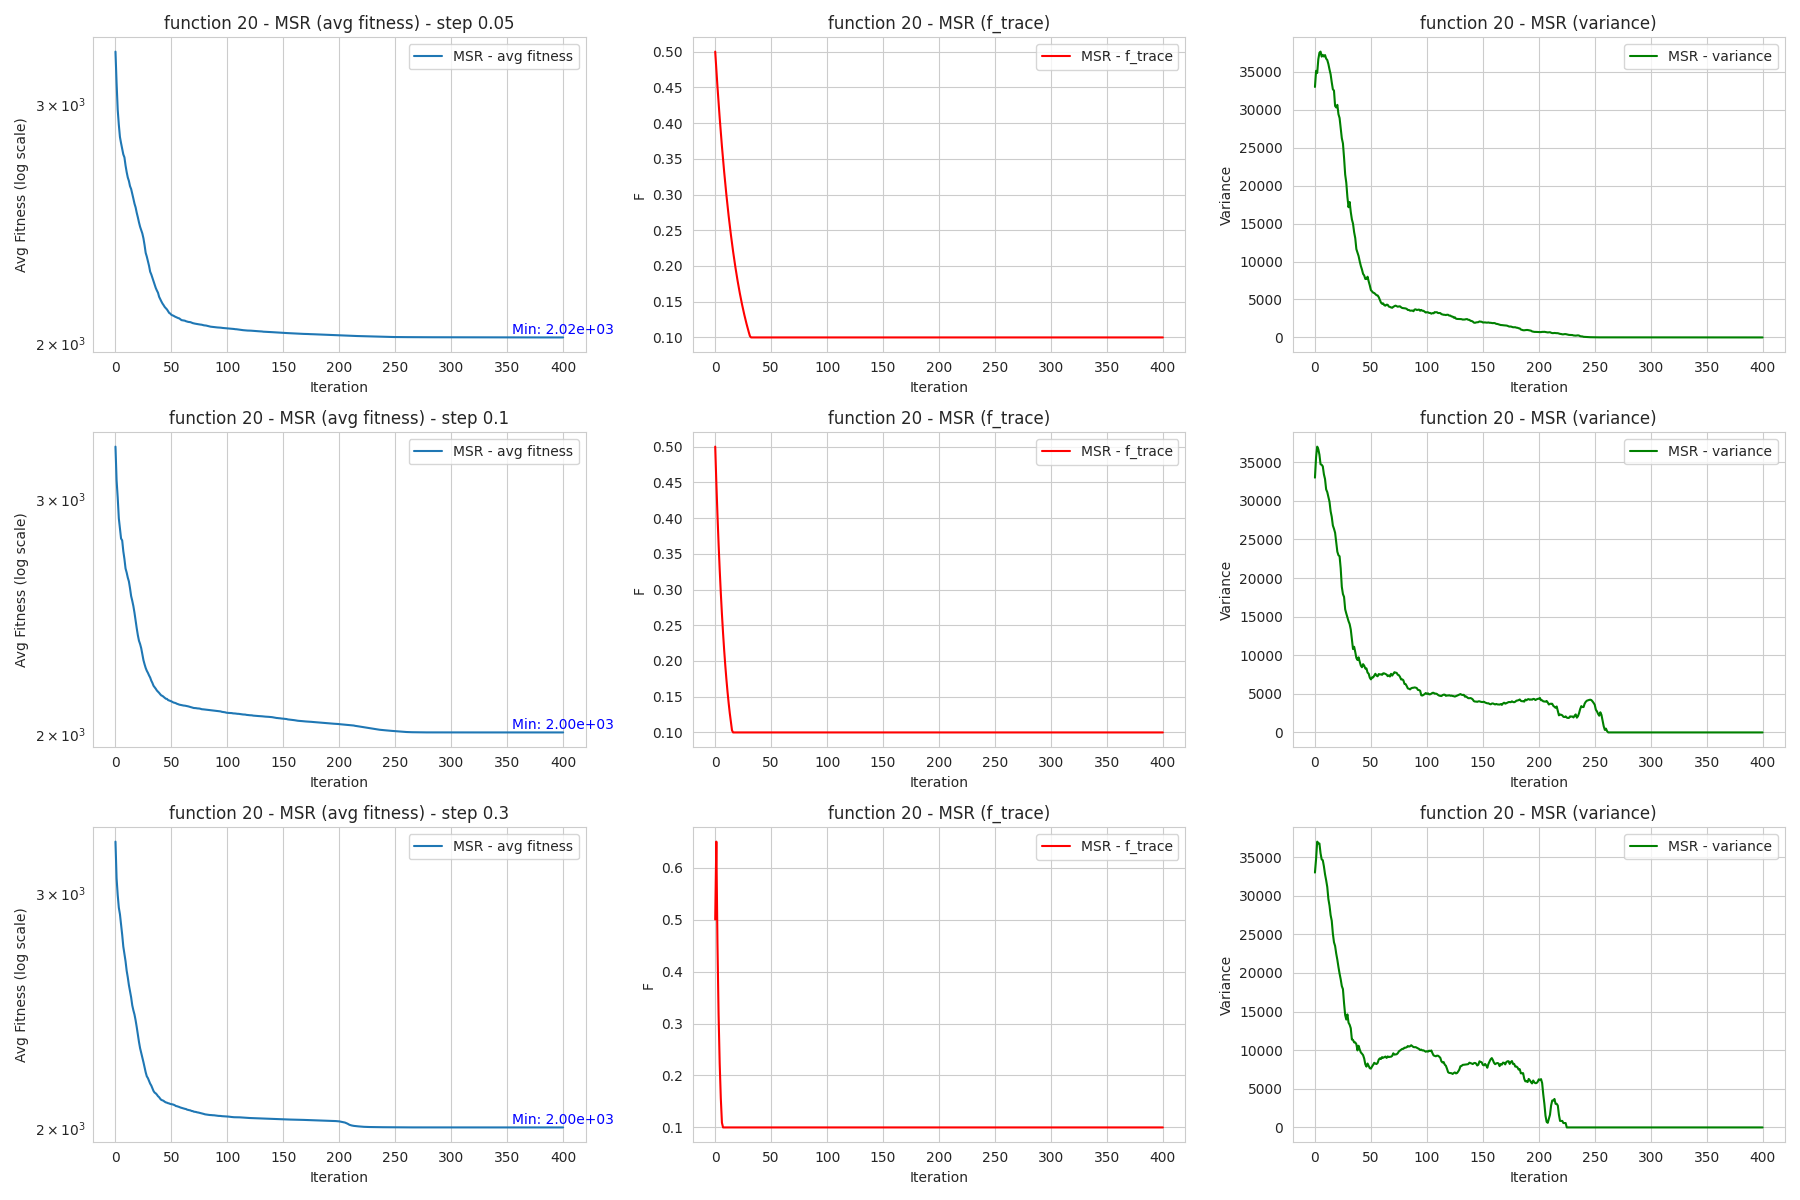 function 20 - MSR (avg fitness) - step 0.05
MSR - avg fitness
Avg Fitness (log scale)
3 × 10³
2 × 10³
Min: 2.02e+03
0 50 100 150 200 250 300 350 400
Iteration
function 20 - MSR (f_trace)
MSR - f_trace
F
0.50
0.45
0.40
0.35
0.30
0.25
0.20
0.15
0.10
0 50 100 150 200 250 300 350 400
Iteration
function 20 - MSR (variance)
MSR - variance
Variance
35000
30000
25000
20000
15000
10000
5000
0
0 50 100 150 200 250 300 350 400
Iteration
function 20 - MSR (avg fitness) - step 0.1
MSR - avg fitness
Avg Fitness (log scale)
3 × 10³
2 × 10³
Min: 2.00e+03
0 50 100 150 200 250 300 350 400
Iteration
function 20 - MSR (f_trace)
MSR - f_trace
F
0.50
0.45
0.40
0.35
0.30
0.25
0.20
0.15
0.10
0 50 100 150 200 250 300 350 400
Iteration
function 20 - MSR (variance)
MSR - variance
Variance
35000
30000
25000
20000
15000
10000
5000
0
0 50 100 150 200 250 300 350 400
Iteration
function 20 - MSR (avg fitness) - step 0.3
MSR - avg fitness
Avg Fitness (log scale)
3 × 10³
2 × 10³
Min: 2.00e+03
0 50 100 150 200 250 300 350 400
Iteration
function 20 - MSR (f_trace)
MSR - f_trace
F
0.6
0.5
0.4
0.3
0.2
0.1
0 50 100 150 200 250 300 350 400
Iteration
function 20 - MSR (variance)
MSR - variance
Variance
35000
30000
25000
20000
15000
10000
5000
0
0 50 100 150 200 250 300 350 400
Iteration